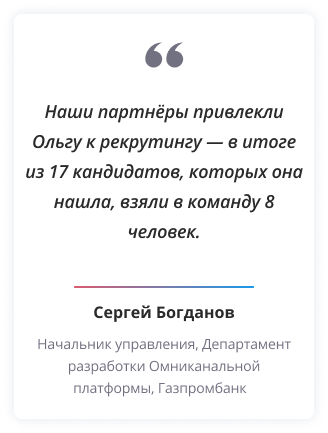 “
Наши партнёры привлекли
Ольгу к рекрутингу — в итоге
из 17 кандидатов, которых она
нашла, взяли в команду 8
человек.
Сергей Богданов
Начальник управления, Департамент
разработки Омниканальной
платформы, Газпромбанк